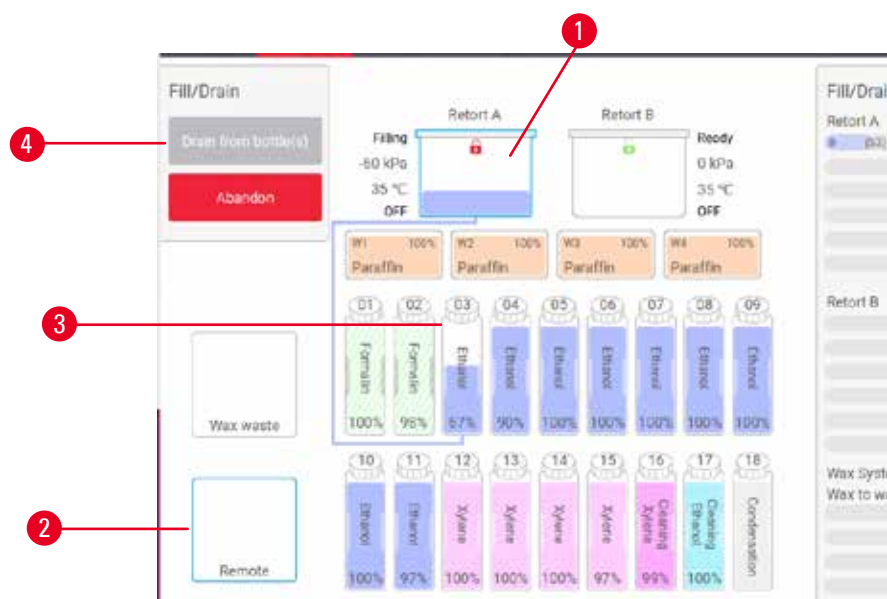 1
Fill/Drain
Drain from bottle(s)
Abandon
4
Retort A
Retort B
Filling
-60 kPa
35 °C
OFF
Ready
0 kPa
35 °C
OFF
W1 100%
Paraffin
W2 100%
Paraffin
W3 100%
Paraffin
W4 100%
Paraffin
3
01 02 03 04 05 06 07 08 09
Formalin Formalin Ethanol Ethanol Ethanol Ethanol Ethanol Ethanol Ethanol
100% 98% 67% 90% 100% 100% 100% 100% 100%
Wax waste
10 11 12 13 14 15 16 17 18
Ethanol Ethanol Xylene Xylene Xylene Xylene Cleaning Xylene Cleaning Ethanol Condensation
100% 97% 100% 100% 100% 97% 99% 100%
2
Remote
Fill/Drai
Retort A
Retort B
Wax Syst
Wax to w